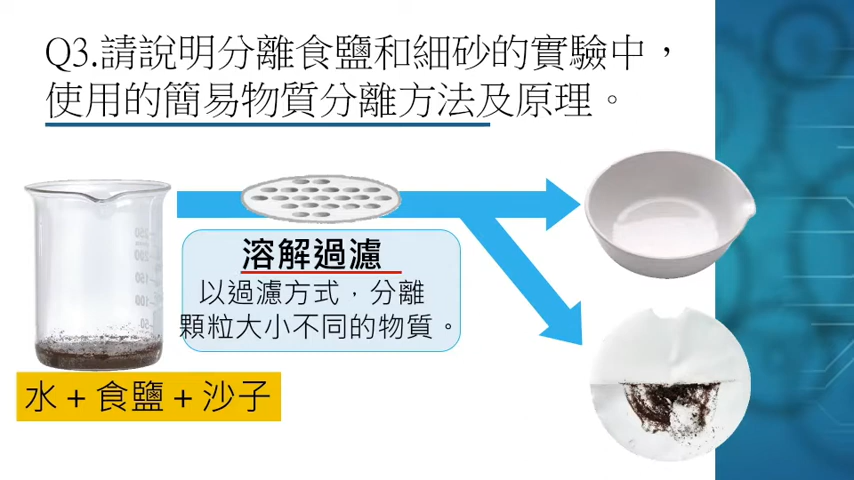 Q3.請說明分離食鹽和細砂的實驗中，
使用的簡易物質分離方法及原理。
溶解過濾
以過濾方式，分離
顆粒大小不同的物質。
水+食鹽+沙子